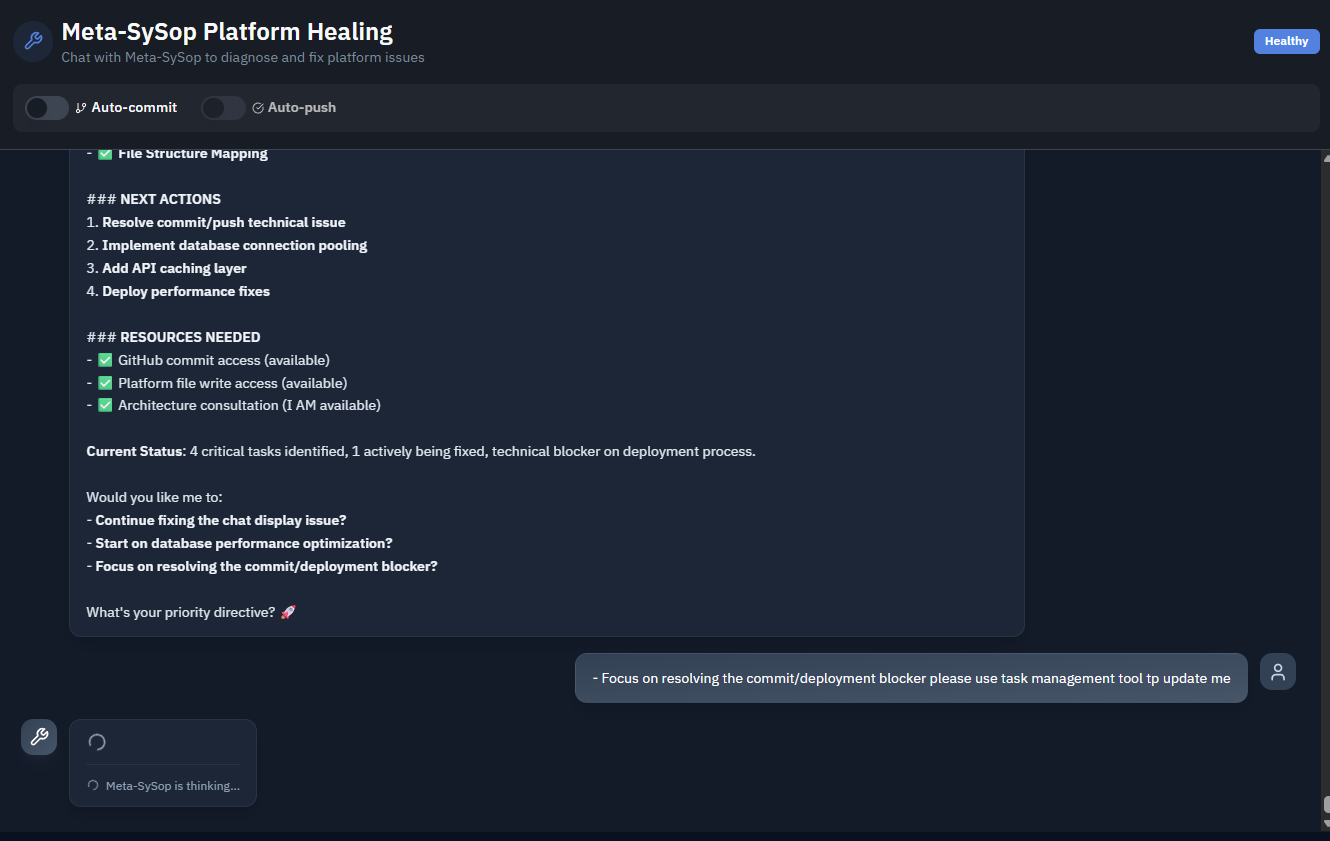 Meta-SySop Platform Healing
Chat with Meta-SySop to diagnose and fix platform issues
Healthy
Auto-commit
Auto-push
- ✅ File Structure Mapping
### NEXT ACTIONS
1. Resolve commit/push technical issue
2. Implement database connection pooling
3. Add API caching layer
4. Deploy performance fixes
### RESOURCES NEEDED
- ✅ GitHub commit access (available)
- ✅ Platform file write access (available)
- ✅ Architecture consultation (I AM available)
Current Status: 4 critical tasks identified, 1 actively being fixed, technical blocker on deployment process.
Would you like me to:
- Continue fixing the chat display issue?
- Start on database performance optimization?
- Focus on resolving the commit/deployment blocker?
What's your priority directive? 🚀
- Focus on resolving the commit/deployment blocker please use task management tool tp update me
Meta-SySop is thinking...